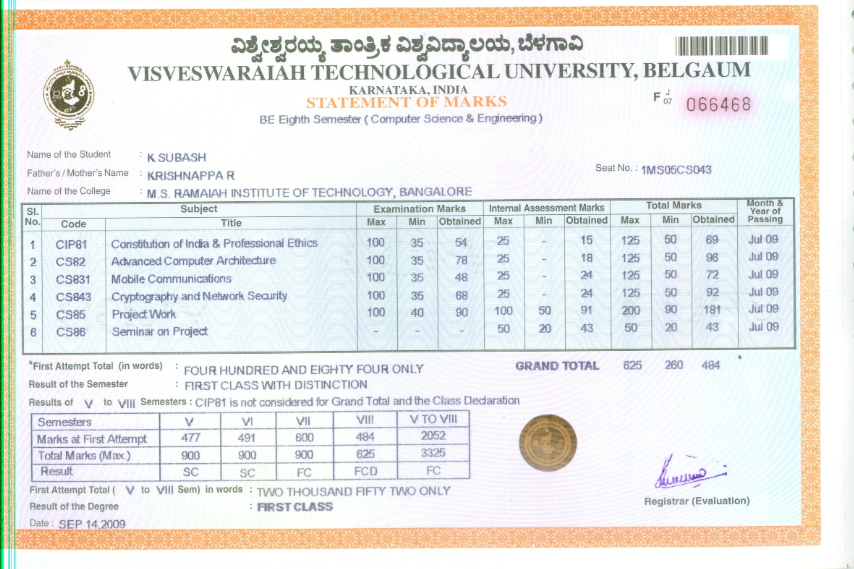 ವಿಶ್ವೇಶ್ವರಯ್ಯ ತಾಂತ್ರಿಕ ವಿಶ್ವವಿದ್ಯಾಲಯ, ಬೆಳಗಾವಿ
VISVESWARAIAH TECHNOLOGICAL UNIVERSITY, BELGAUM
KARNATAKA, INDIA
STATEMENT OF MARKS
F J 07 066468
BE Eighth Semester ( Computer Science & Engineering )
Name of the Student : K SUBASH
Father's / Mother's Name : KRISHNAPPA R
Seat No. : 1MS05CS043
Name of the College : M.S. RAMAIAH INSTITUTE OF TECHNOLOGY, BANGALORE
Sl. No. Subject Examination Marks Internal Assessment Marks Total Marks Month & Year of Passing
Code Title Max Min Obtained Max Min Obtained Max Min Obtained
1 CIP81 Constitution of India & Professional Ethics 100 35 54 25 - 15 125 50 69 Jul 09
2 CS82 Advanced Computer Architecture 100 35 78 25 - 18 125 50 96 Jul 09
3 CS831 Mobile Communications 100 35 48 25 - 24 125 50 72 Jul 09
4 CS843 Cryptography and Network Security 100 35 68 25 - 24 125 50 92 Jul 09
5 CS85 Project Work 100 40 90 100 50 91 200 90 181 Jul 09
6 CS86 Seminar on Project - - - 50 20 43 50 20 43 Jul 09
*First Attempt Total (in words) : FOUR HUNDRED AND EIGHTY FOUR ONLY GRAND TOTAL 625 260 484 *
Result of the Semester : FIRST CLASS WITH DISTINCTION
Results of V to VIII Semesters : CIP81 is not considered for Grand Total and the Class Declaration
Semesters V VI VII VIII V TO VIII
Marks at First Attempt 477 491 600 484 2052
Total Marks (Max.) 900 900 900 625 3325
Result SC SC FC FCD FC
First Attempt Total ( V to VIII Sem) in words : TWO THOUSAND FIFTY TWO ONLY
Registrar (Evaluation)
Result of the Degree : FIRST CLASS
Date : SEP 14,2009